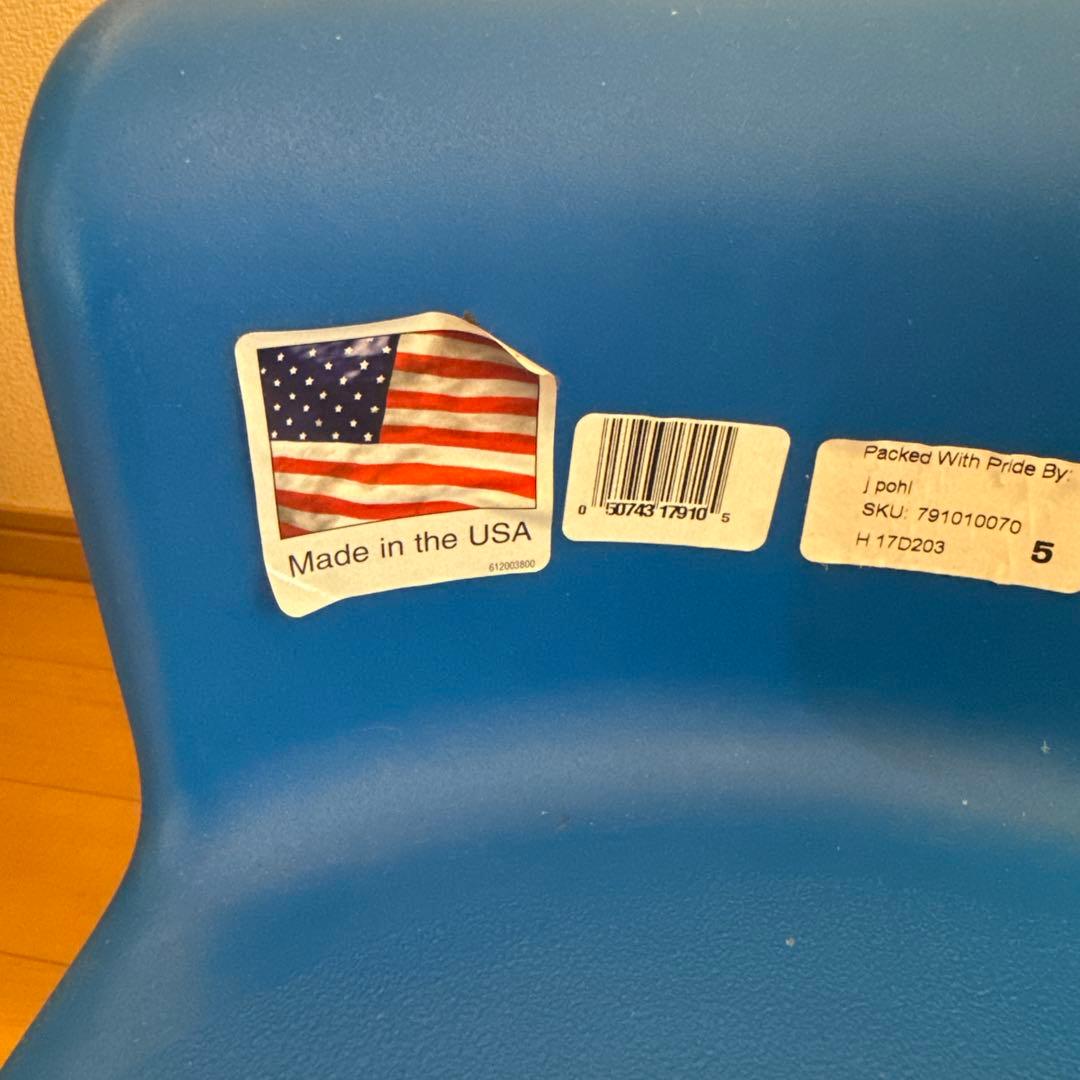 Made in the USA
612003800
0 50743 17910 5
Packed With Pride By:
j pohl
SKU: 791010070
H 17D203
5